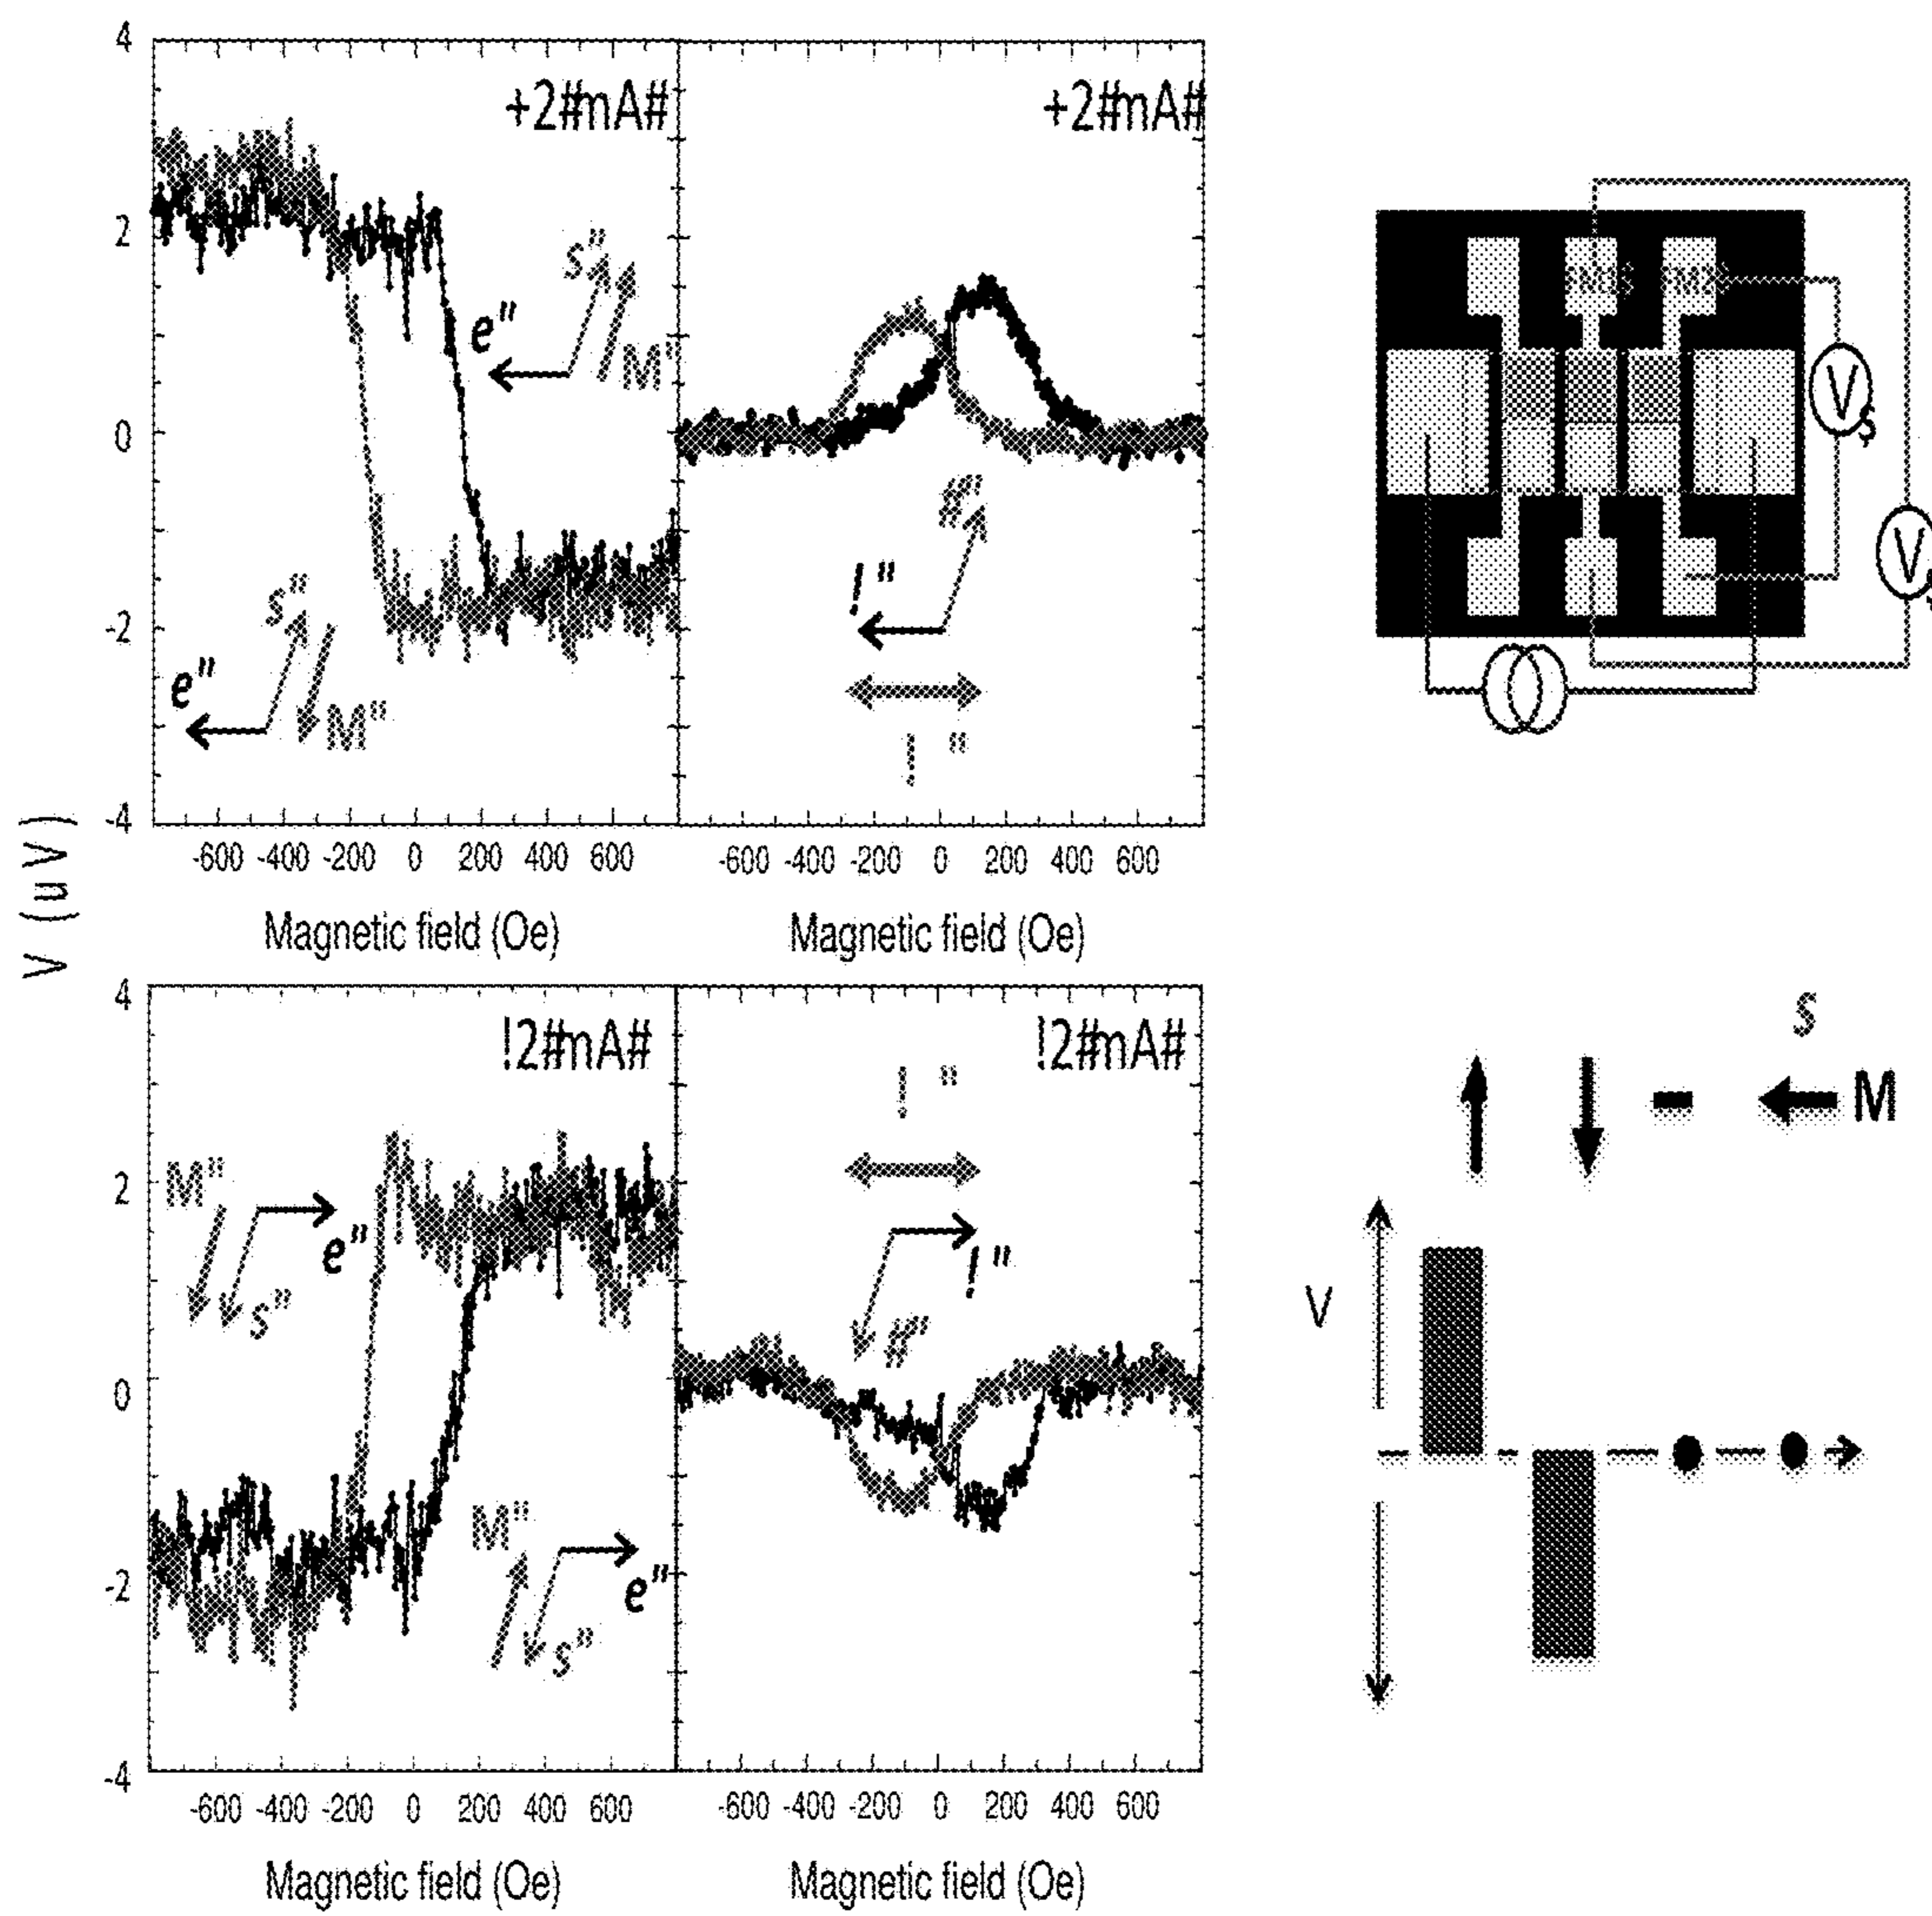 4
2
0
-2
-4
V (uV)
+2#mA#
s"
e"
M"
s"
e"
M"
-600 -400 -200 0 200 400 600
Magnetic field (Oe)
+2#mA#
#"
! "
! "
-600 -400 -200 0 200 400 600
Magnetic field (Oe)
V
V
4
2
0
-2
-4
!2#mA#
M"
e"
s"
M"
e"
s"
-600 -400 -200 0 200 400 600
Magnetic field (Oe)
!2#mA#
! "
! "
#"
-600 -400 -200 0 200 400 600
Magnetic field (Oe)
s
M
V